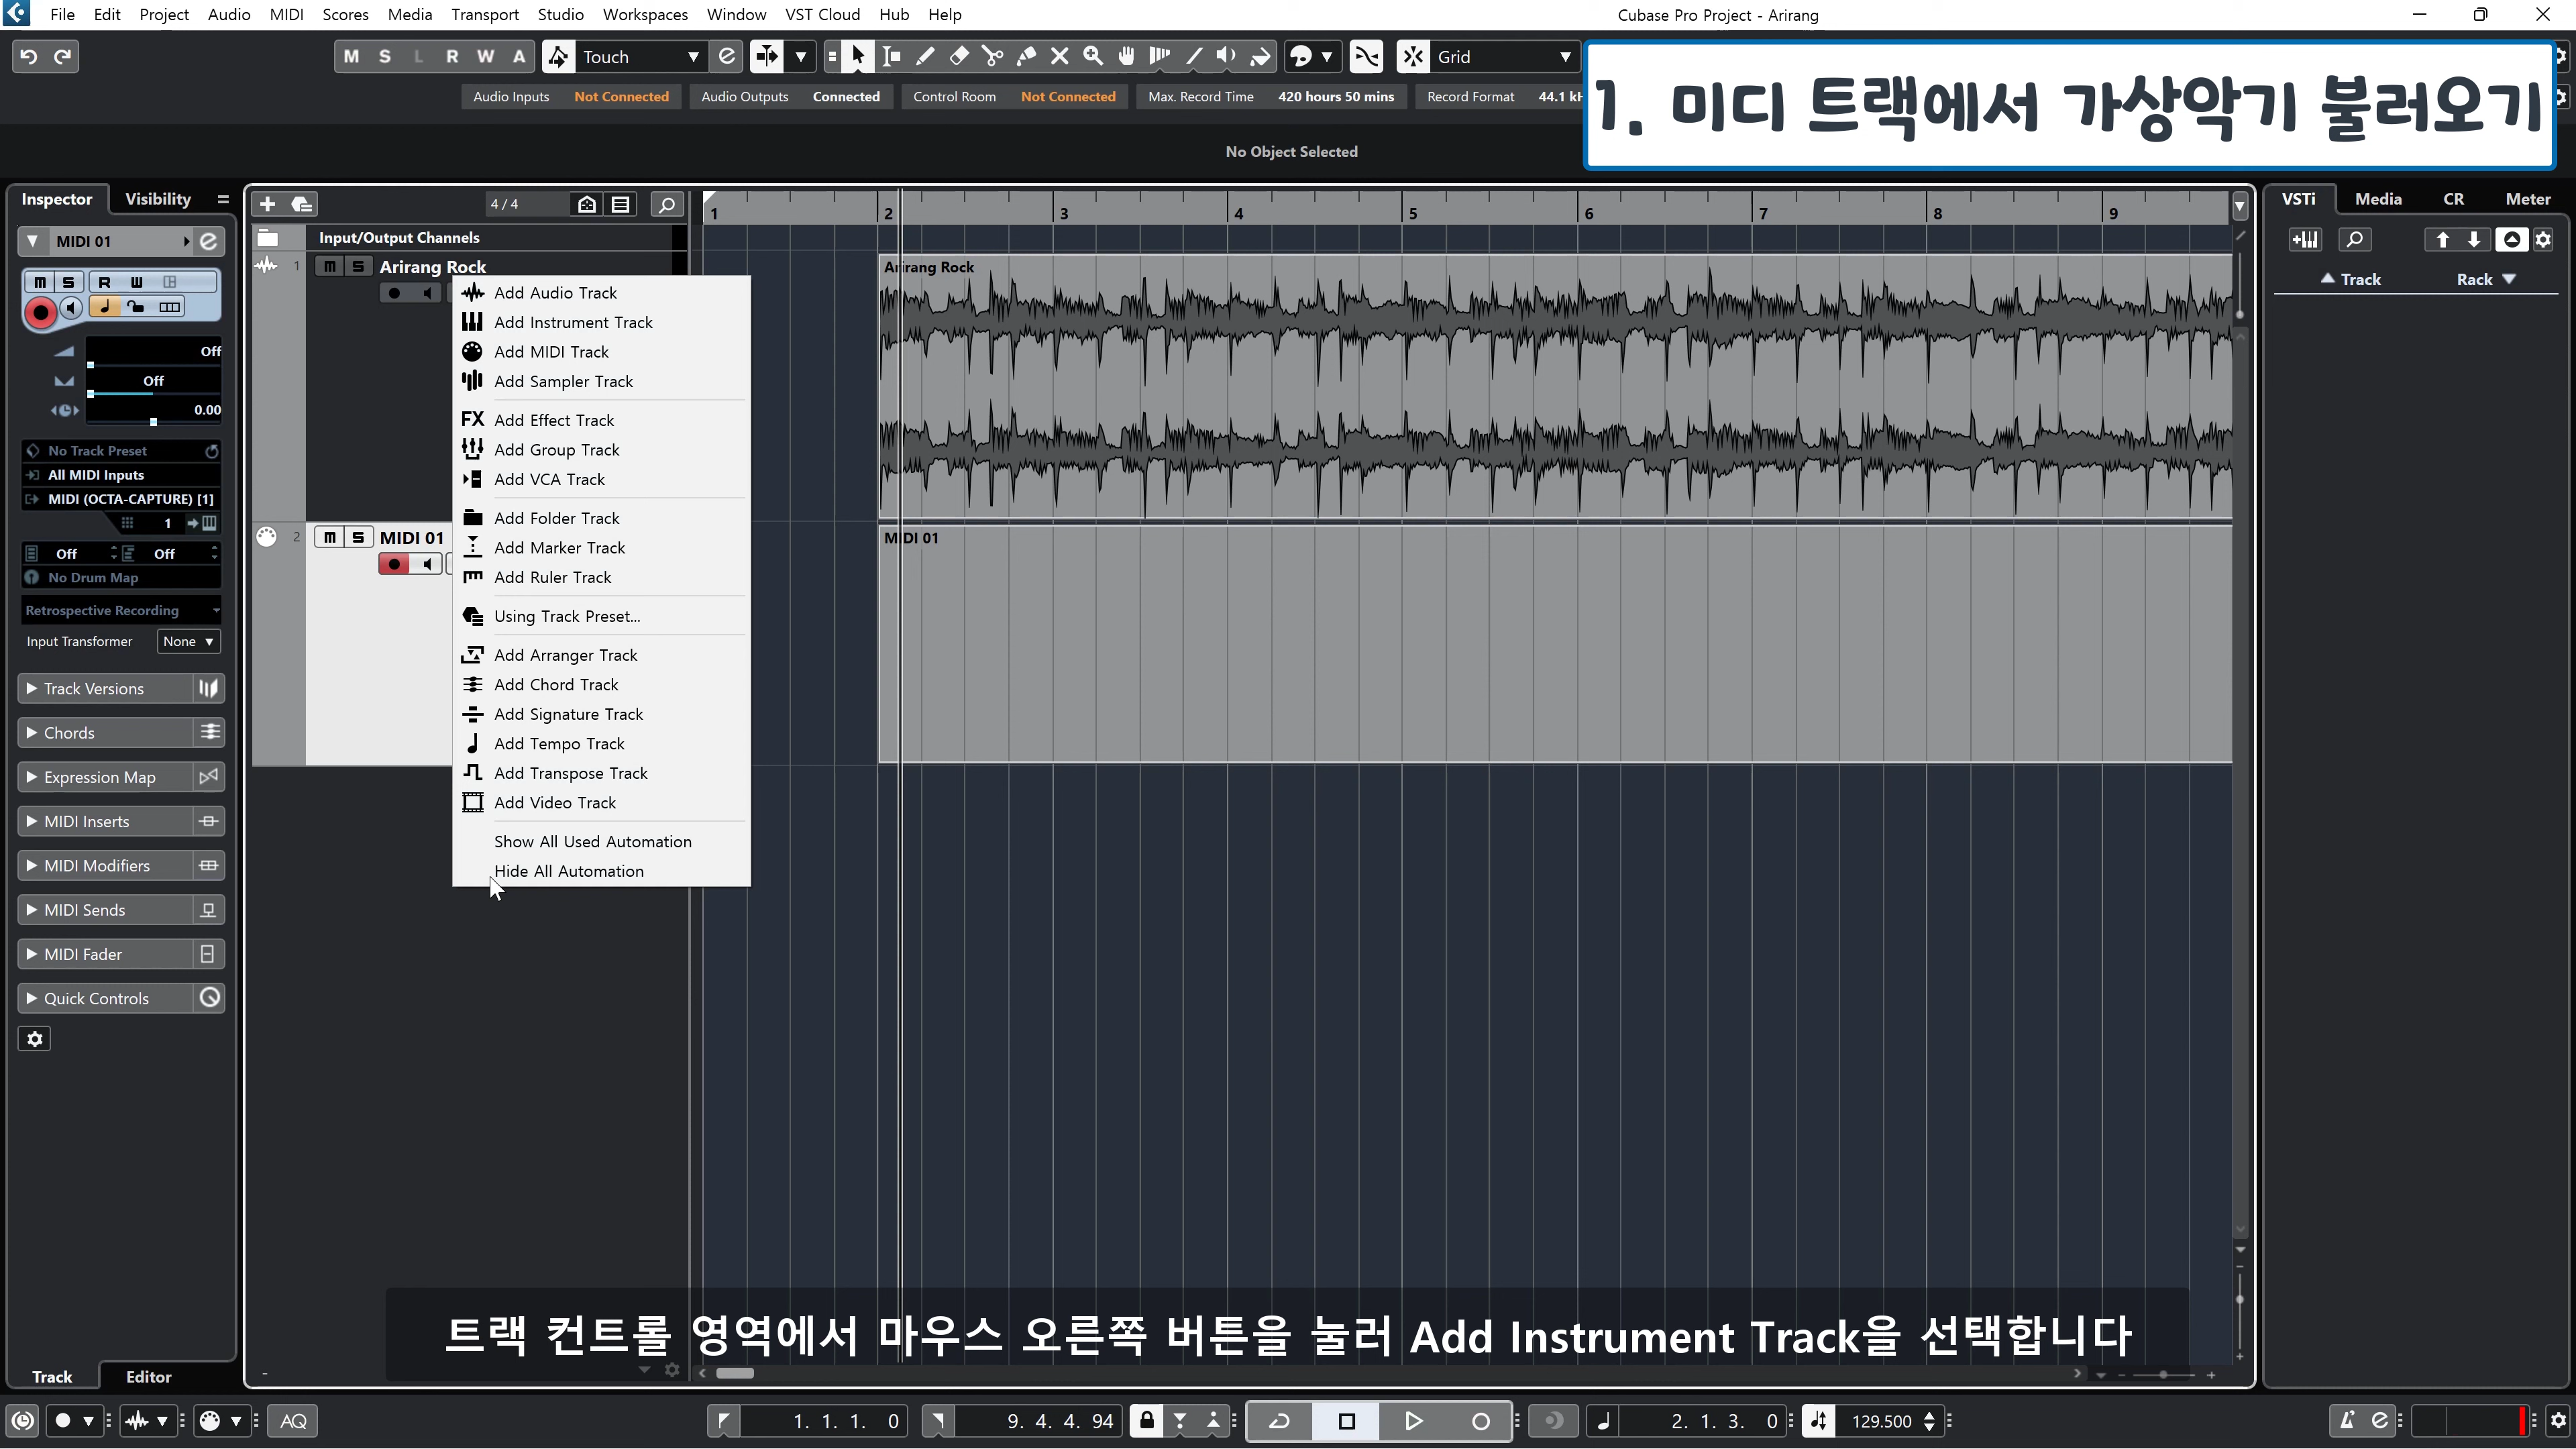 File Edit Project Audio MIDI Scores Media Transport Studio Workspaces Window VST Cloud Hub Help
Cubase Pro Project - Arirang
M S L R W A Touch Grid
Audio Inputs Not Connected Audio Outputs Connected Control Room Not Connected Max. Record Time 420 hours 50 mins Record Format 44.1 kH
1. 미디 트랙에서 가상악기 불러오기
No Object Selected
Inspector Visibility
4 / 4
1 2 3 4 5 6 7 8 9
VSTi Media CR Meter
MIDI 01
Input/Output Channels
1 m S Arirang Rock
Arirang Rock
Track Rack
m S R W
Off
Off
0.00
No Track Preset
All MIDI Inputs
MIDI (OCTA-CAPTURE) [1]
1
Off Off
No Drum Map
Retrospective Recording
Input Transformer None
Track Versions
Chords
Expression Map
MIDI Inserts
MIDI Modifiers
MIDI Sends
MIDI Fader
Quick Controls
2 m S MIDI 01
MIDI 01
Add Audio Track
Add Instrument Track
Add MIDI Track
Add Sampler Track
FX Add Effect Track
Add Group Track
Add VCA Track
Add Folder Track
Add Marker Track
Add Ruler Track
Using Track Preset...
Add Arranger Track
Add Chord Track
Add Signature Track
Add Tempo Track
Add Transpose Track
Add Video Track
Show All Used Automation
Hide All Automation
트랙 컨트롤 영역에서 마우스 오른쪽 버튼을 눌러 Add Instrument Track을 선택합니다
Track Editor
AQ 1. 1. 1. 0 9. 4. 4. 94 2. 1. 3. 0 129.500